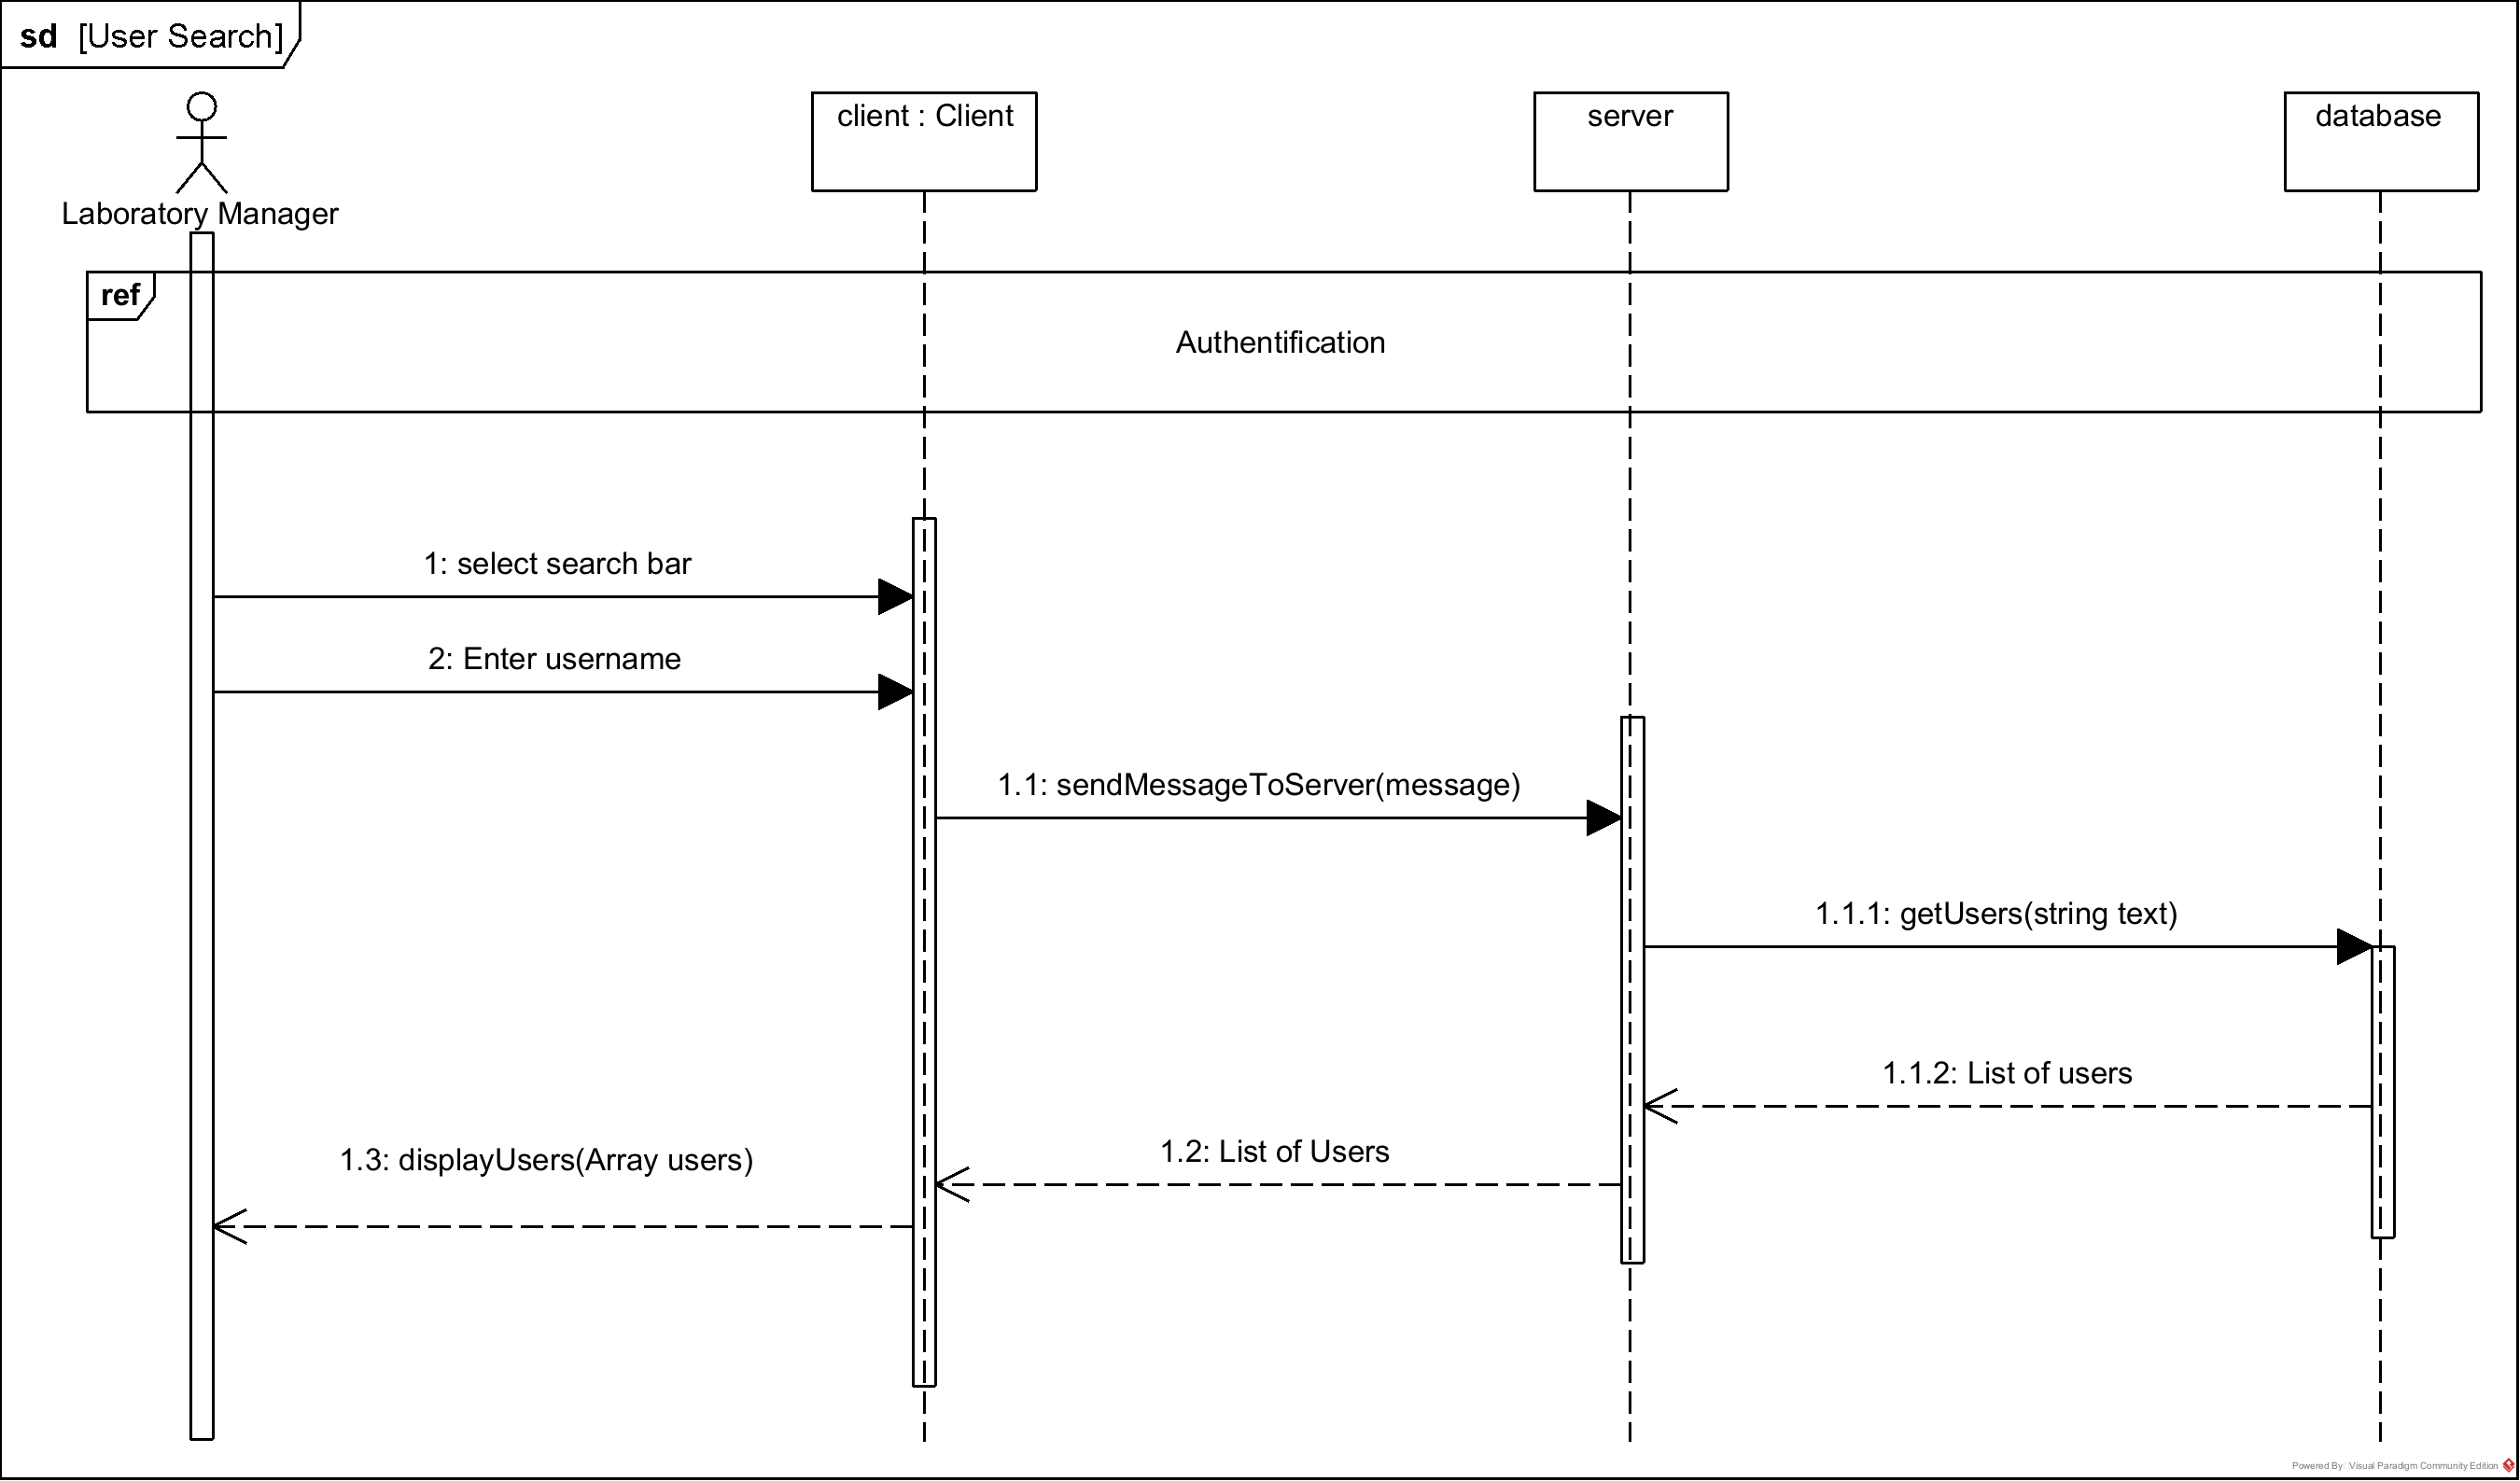 sd [User Search]
client : Client
server
database
Laboratory Manager
ref
Authentification
1: select search bar
2: Enter username
1.1: sendMessageToServer(message)
1.1.1: getUsers(string text)
1.1.2: List of users
1.2: List of Users
1.3: displayUsers(Array users)
Powered By Visual Paradigm Community Edition